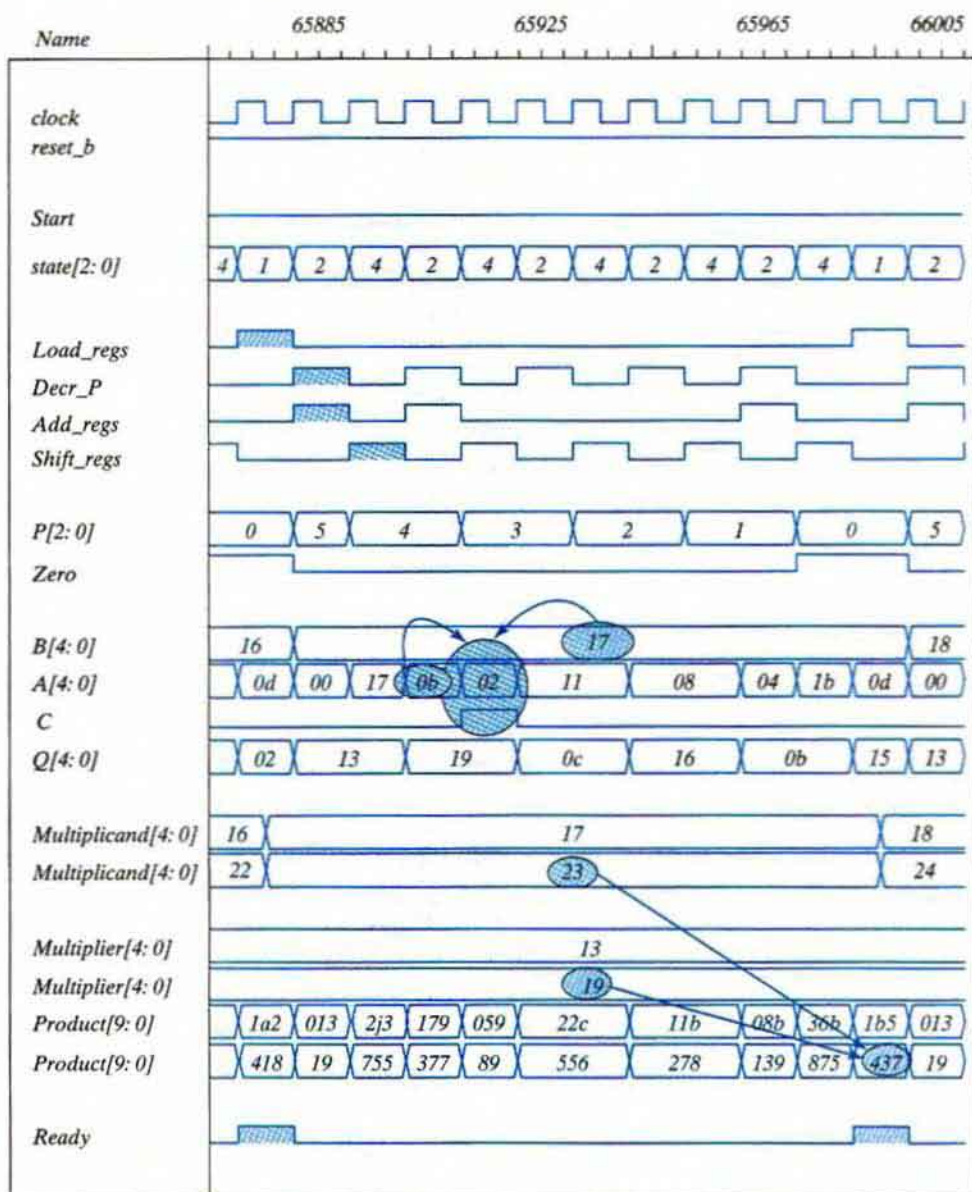 Name 65885 65925 65965 66005
clock
reset_b
Start
state[2: 0] 4 1 2 4 2 4 2 4 2 4 2 4 1 2
Load_regs
Decr_P
Add_regs
Shift_regs
P[2: 0] 0 5 4 3 2 1 0 5
Zero
B[4: 0] 16 17 18
A[4: 0] 0d 00 17 0b 02 11 08 04 1b 0d 00
C
Q[4: 0] 02 13 19 0c 16 0b 15 13
Multiplicand[4: 0] 16 17 18
Multiplicand[4: 0] 22 23 24
Multiplier[4: 0] 13
Multiplier[4: 0] 19
Product[9: 0] 1a2 013 2j3 179 059 22c 11b 08b 36b 1b5 013
Product[9: 0] 418 19 755 377 89 556 278 139 875 437 19
Ready